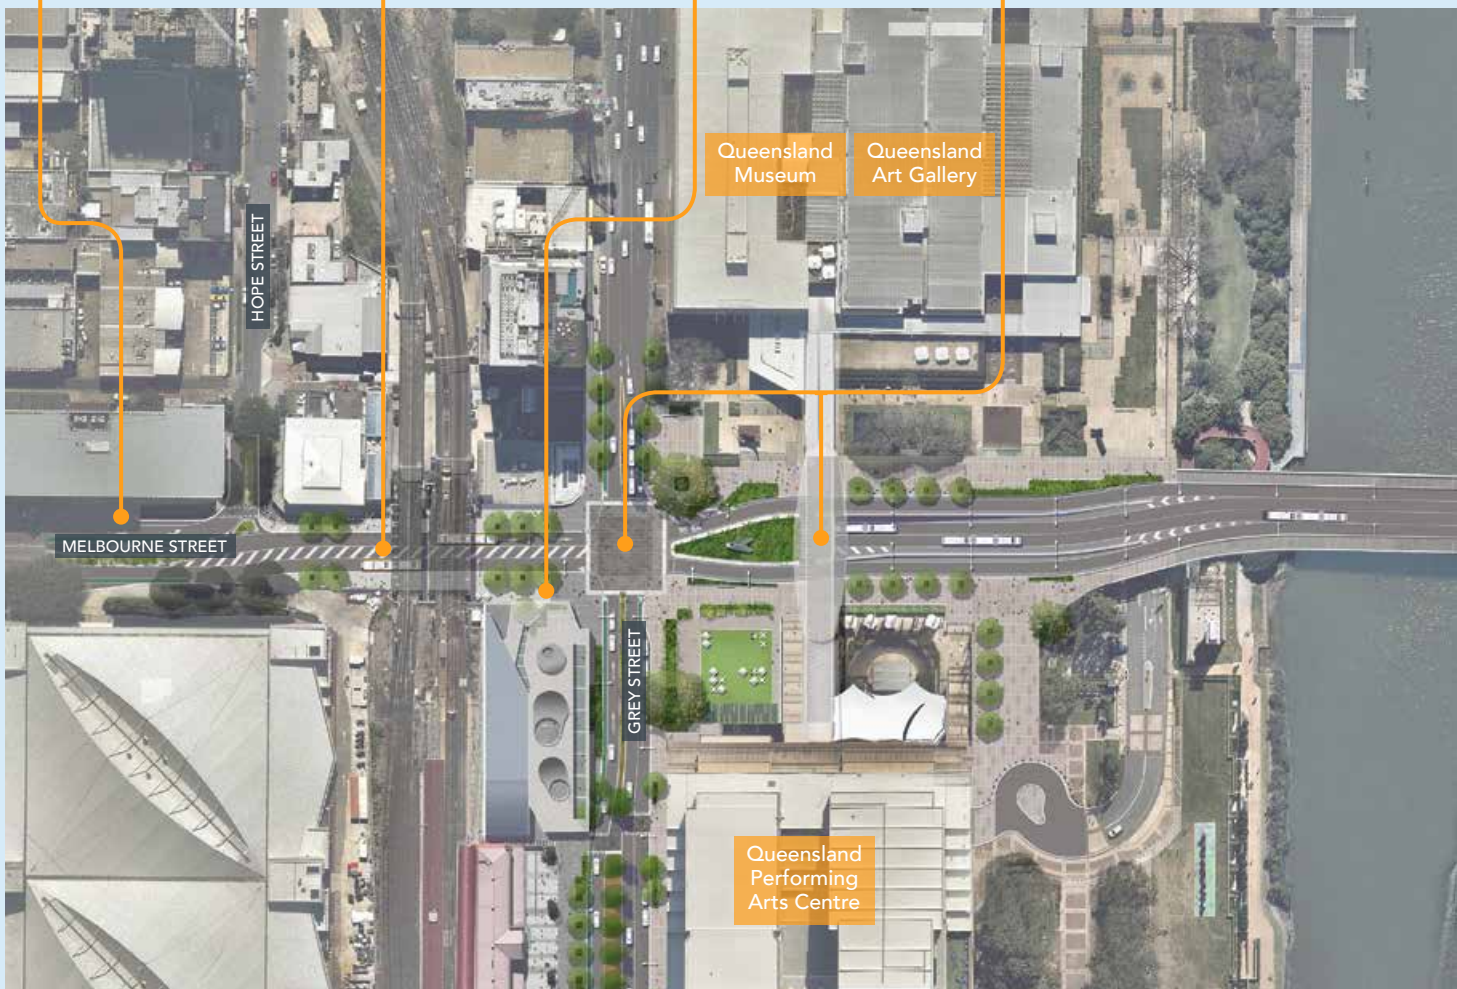 Queensland
Museum
Queensland
Art Gallery
HOPE STREET
MELBOURNE STREET
GREY STREET
Queensland
Performing
Arts Centre